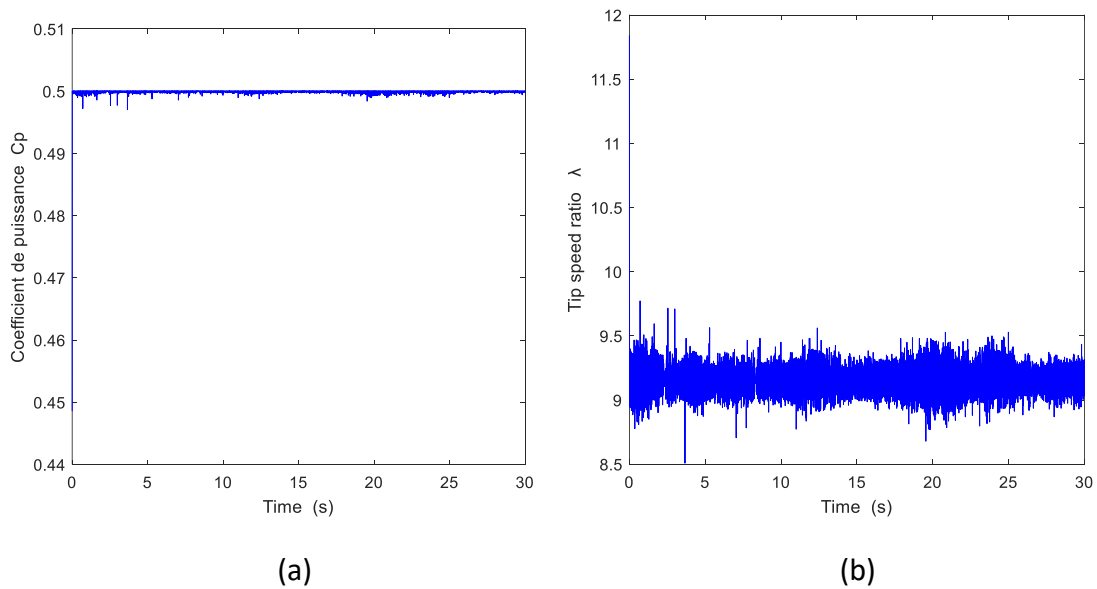 0.51
0.5
0.49
0.48
0.47
0.46
0.45
0.44
Coefficient de puissance Cp
0 5 10 15 20 25 30
Time (s)
(a)
12
11.5
11
10.5
10
9.5
9
8.5
Tip speed ratio λ
0 5 10 15 20 25 30
Time (s)
(b)